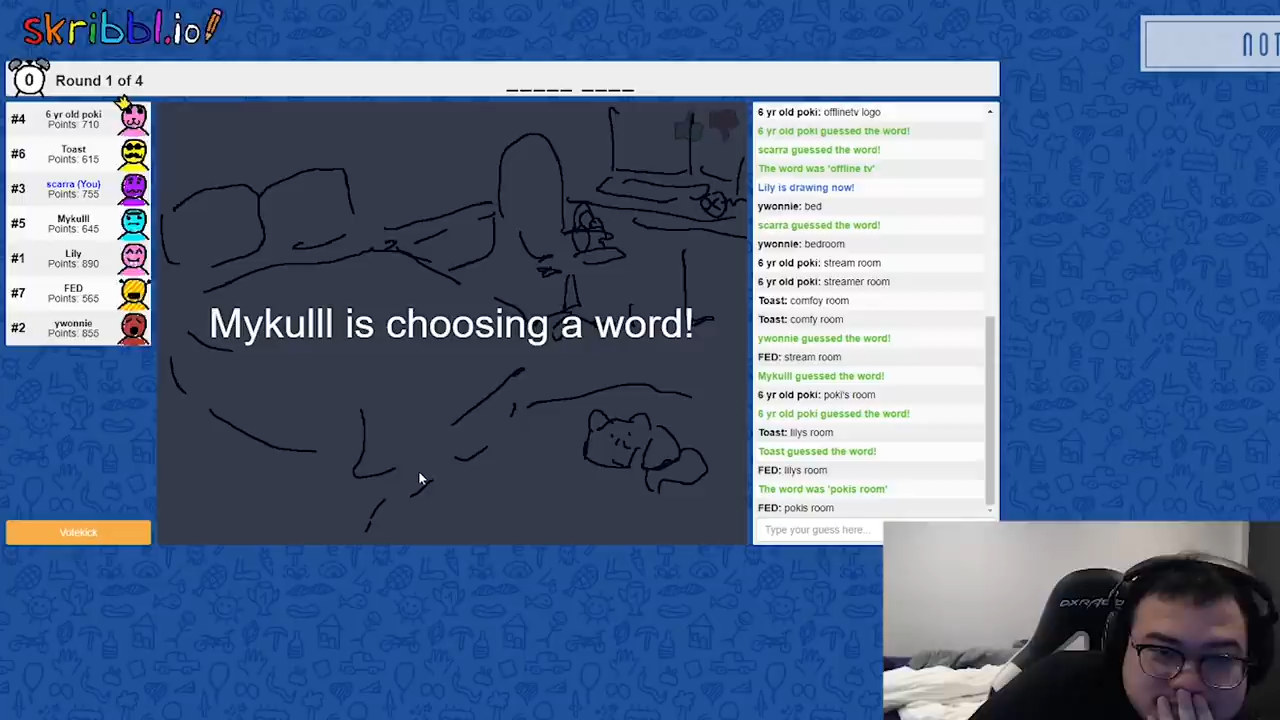 skribbl.io
NOT
0
Round 1 of 4
_____ ____
#4
6 yr old poki
Points: 710
#6
Toast
Points: 615
#3
scarra (You)
Points: 755
#5
Mykulll
Points: 645
#1
Lily
Points: 890
#7
FED
Points: 565
#2
ywonnie
Points: 855
Votekick
Mykulll is choosing a word!
6 yr old poki: offlinetv logo
6 yr old poki guessed the word!
scarra guessed the word!
The word was 'offline tv'
Lily is drawing now!
ywonnie: bed
scarra guessed the word!
ywonnie: bedroom
6 yr old poki: stream room
6 yr old poki: streamer room
Toast: comfoy room
Toast: comfy room
ywonnie guessed the word!
FED: stream room
Mykulll guessed the word!
6 yr old poki: poki's room
6 yr old poki guessed the word!
Toast: lilys room
Toast guessed the word!
FED: lilys room
The word was 'pokis room'
FED: pokis room
Type your guess here...